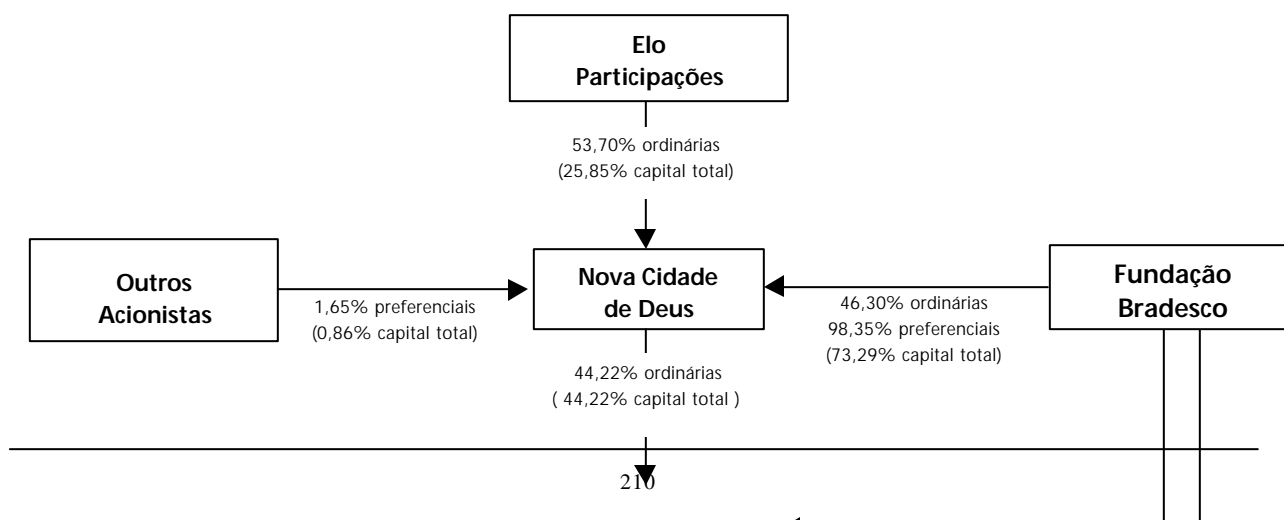 Elo
Participações
53,70% ordinárias
(25,85% capital total)
Outros
Acionistas
1,65% preferenciais
(0,86% capital total)
Nova Cidade
de Deus
46,30% ordinárias
98,35% preferenciais
(73,29% capital total)
Fundação
Bradesco
44,22% ordinárias
( 44,22% capital total )
210